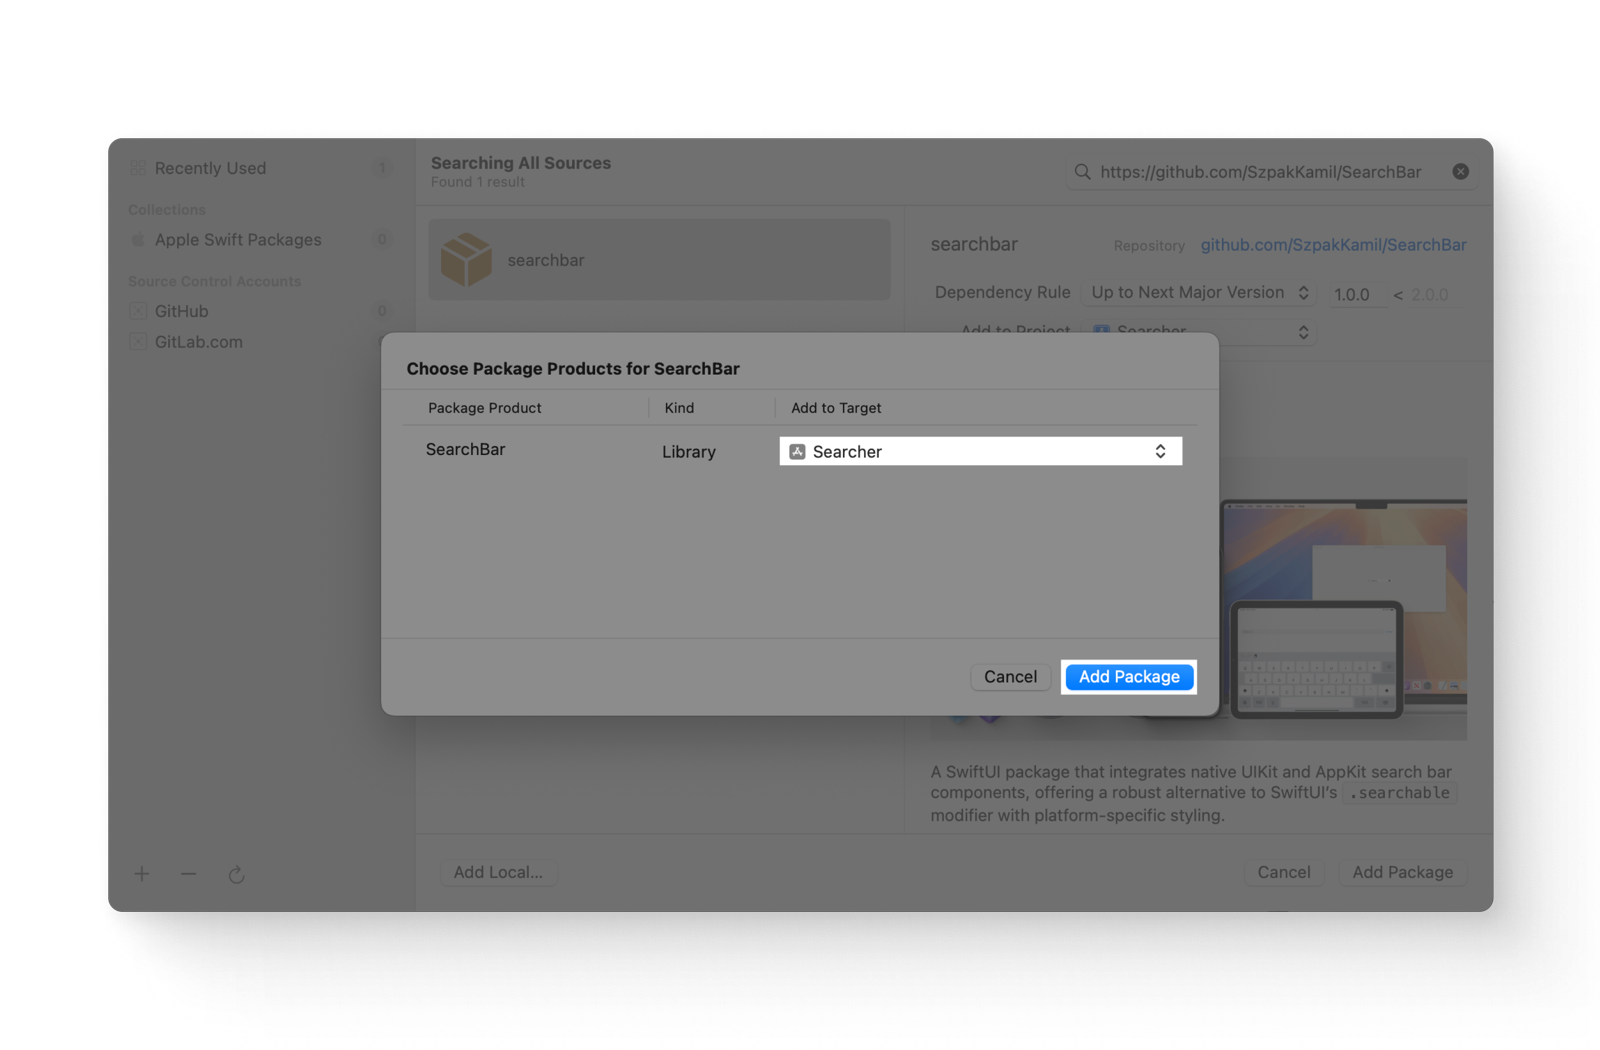 Recently Used 1
Collections
Apple Swift Packages 0
Source Control Accounts
GitHub 0
GitLab.com
Searching All Sources
Found 1 result
https://github.com/SzpakKamil/SearchBar
searchbar
searchbar Repository github.com/SzpakKamil/SearchBar
Dependency Rule Up to Next Major Version 1.0.0 < 2.0.0
Add to Project Searcher
Choose Package Products for SearchBar
Package Product Kind Add to Target
SearchBar Library Searcher
Cancel Add Package
A SwiftUI package that integrates native UIKit and AppKit search bar
components, offering a robust alternative to SwiftUI's .searchable
modifier with platform-specific styling.
Add Local... Cancel Add Package